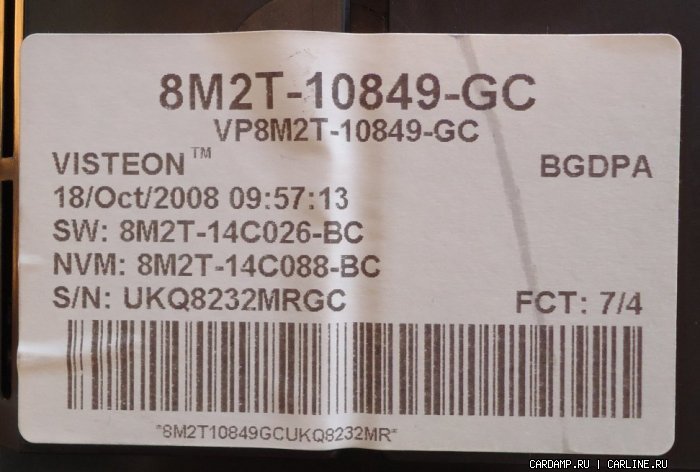 8M2T-10849-GC
VP8M2T-10849-GC
VISTEON™ BGDPA
18/Oct/2008 09:57:13
SW: 8M2T-14C026-BC
NVM: 8M2T-14C088-BC
S/N: UKQ8232MRGC FCT: 7/4
*8M2T10849GCUKQ8232MR*
CARDAMP.RU | CARLINE.RU